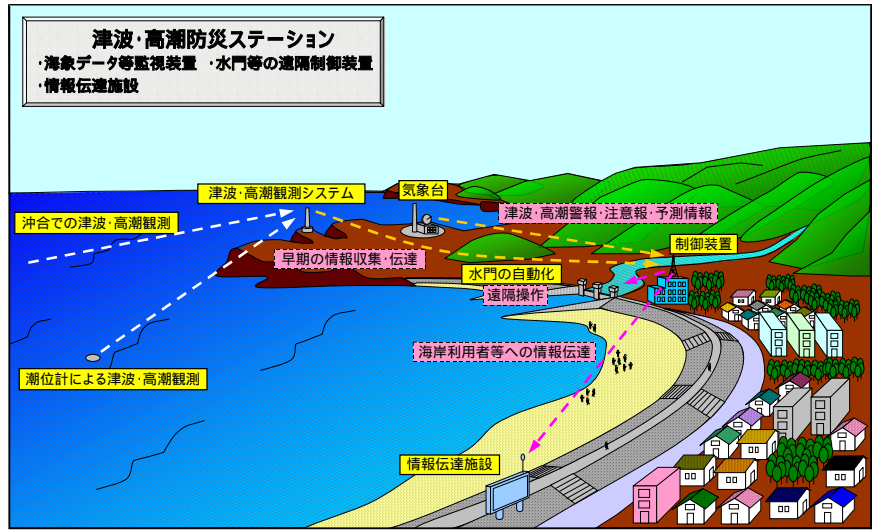 津波・高潮防災ステーション
・海象データ等監視装置　・水門等の遠隔制御装置
・情報伝達施設
津波・高潮観測システム
気象台
沖合での津波・高潮観測
津波・高潮警報・注意報・予測情報
制御装置
早期の情報収集・伝達
水門の自動化
遠隔操作
海岸利用者等への情報伝達
潮位計による津波・高潮観測
情報伝達施設